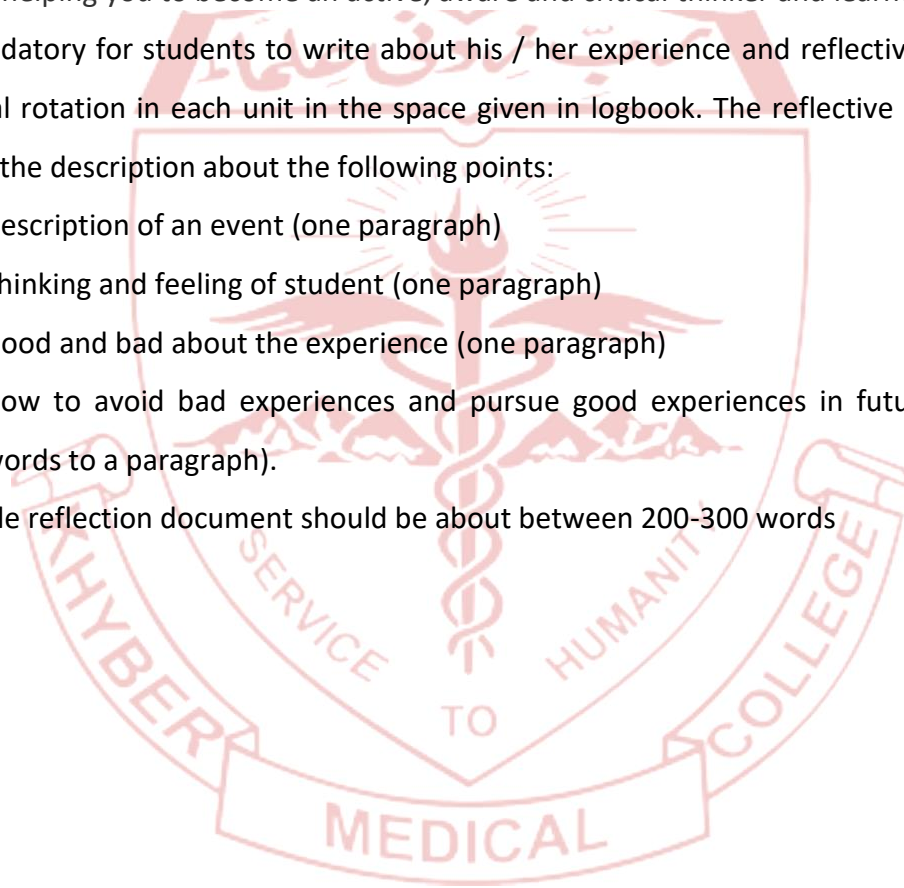 helping you to become an active, aware and critical thinker and learn
datory for students to write about his / her experience and reflectiv
al rotation in each unit in the space given in logbook. The reflective
the description about the following points:
escription of an event (one paragraph)
hinking and feeling of student (one paragraph)
ood and bad about the experience (one paragraph)
ow to avoid bad experiences and pursue good experiences in futu
words to a paragraph).
le reflection document should be about between 200-300 words
SERVICE
TO
HUMANITY
KHYBER
MEDICAL
COLLEGE